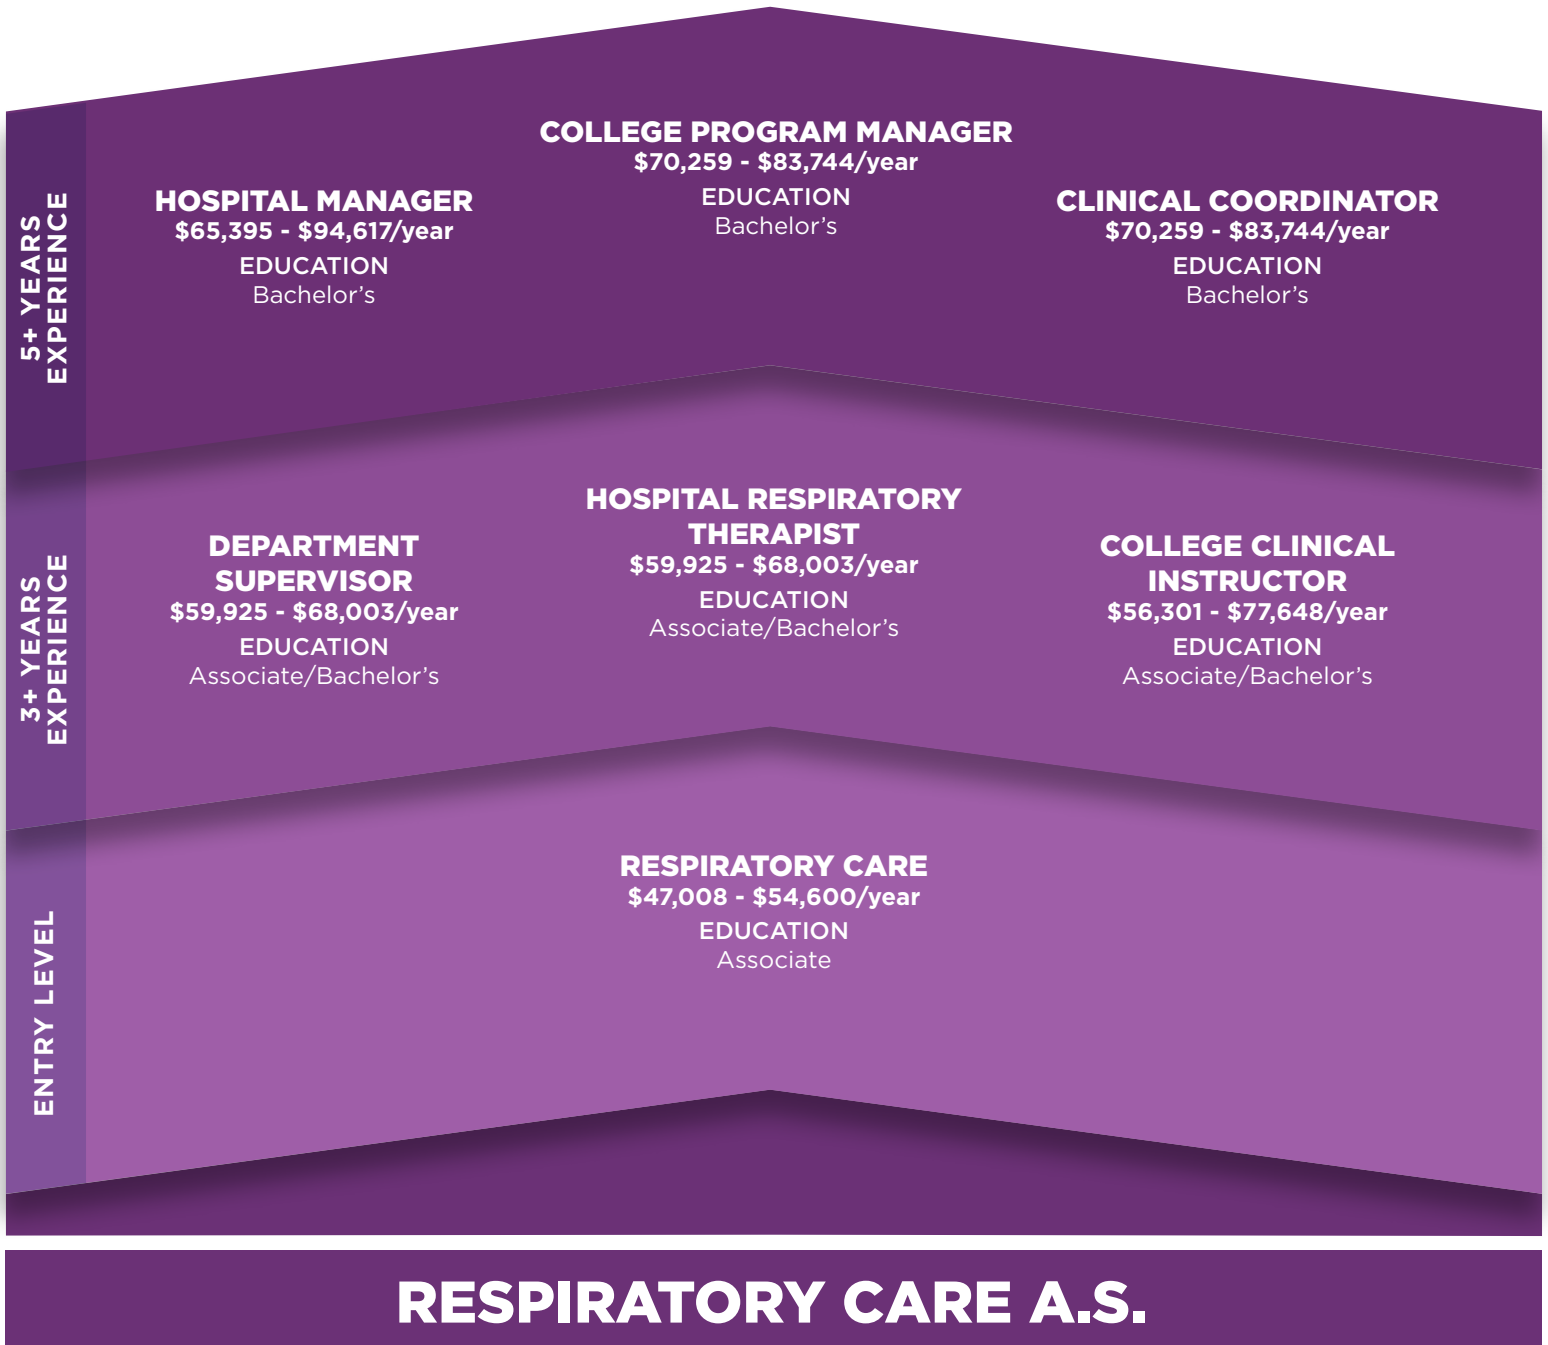 5+ YEARS
EXPERIENCE
HOSPITAL MANAGER
$65,395 - $94,617/year
EDUCATION
Bachelor’s
COLLEGE PROGRAM MANAGER
$70,259 - $83,744/year
EDUCATION
Bachelor’s
CLINICAL COORDINATOR
$70,259 - $83,744/year
EDUCATION
Bachelor’s
3+ YEARS
EXPERIENCE
DEPARTMENT
SUPERVISOR
$59,925 - $68,003/year
EDUCATION
Associate/Bachelor’s
HOSPITAL RESPIRATORY
THERAPIST
$59,925 - $68,003/year
EDUCATION
Associate/Bachelor’s
COLLEGE CLINICAL
INSTRUCTOR
$56,301 - $77,648/year
EDUCATION
Associate/Bachelor’s
ENTRY LEVEL
RESPIRATORY CARE
$47,008 - $54,600/year
EDUCATION
Associate
RESPIRATORY CARE A.S.